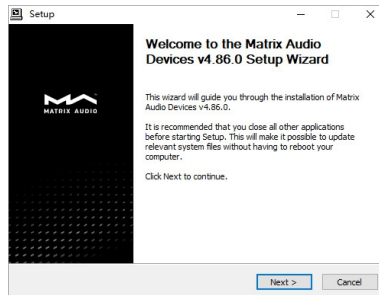 Setup
Welcome to the Matrix Audio
Devices v4.86.0 Setup Wizard
MATRIX AUDIO
This wizard will guide you through the installation of Matrix
Audio Devices v4.86.0.
It is recommended that you close all other applications
before starting Setup. This will make it possible to update
relevant system files without having to reboot your
computer.
Click Next to continue.
Next >
Cancel